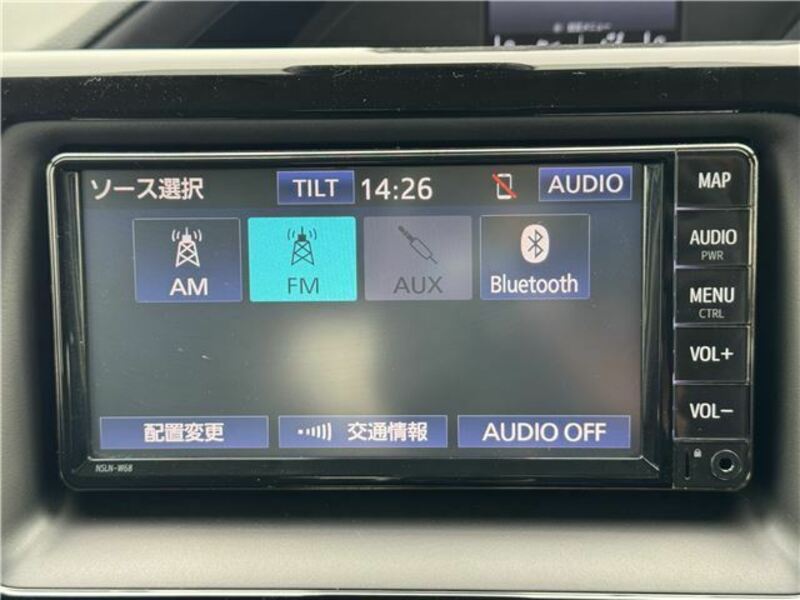 ソース選択 TILT 14:26 AUDIO
AM FM AUX Bluetooth
配置変更 交通情報 AUDIO OFF
MAP
AUDIO
PWR
MENU
CTRL
VOL+
VOL−
NSLN-W68